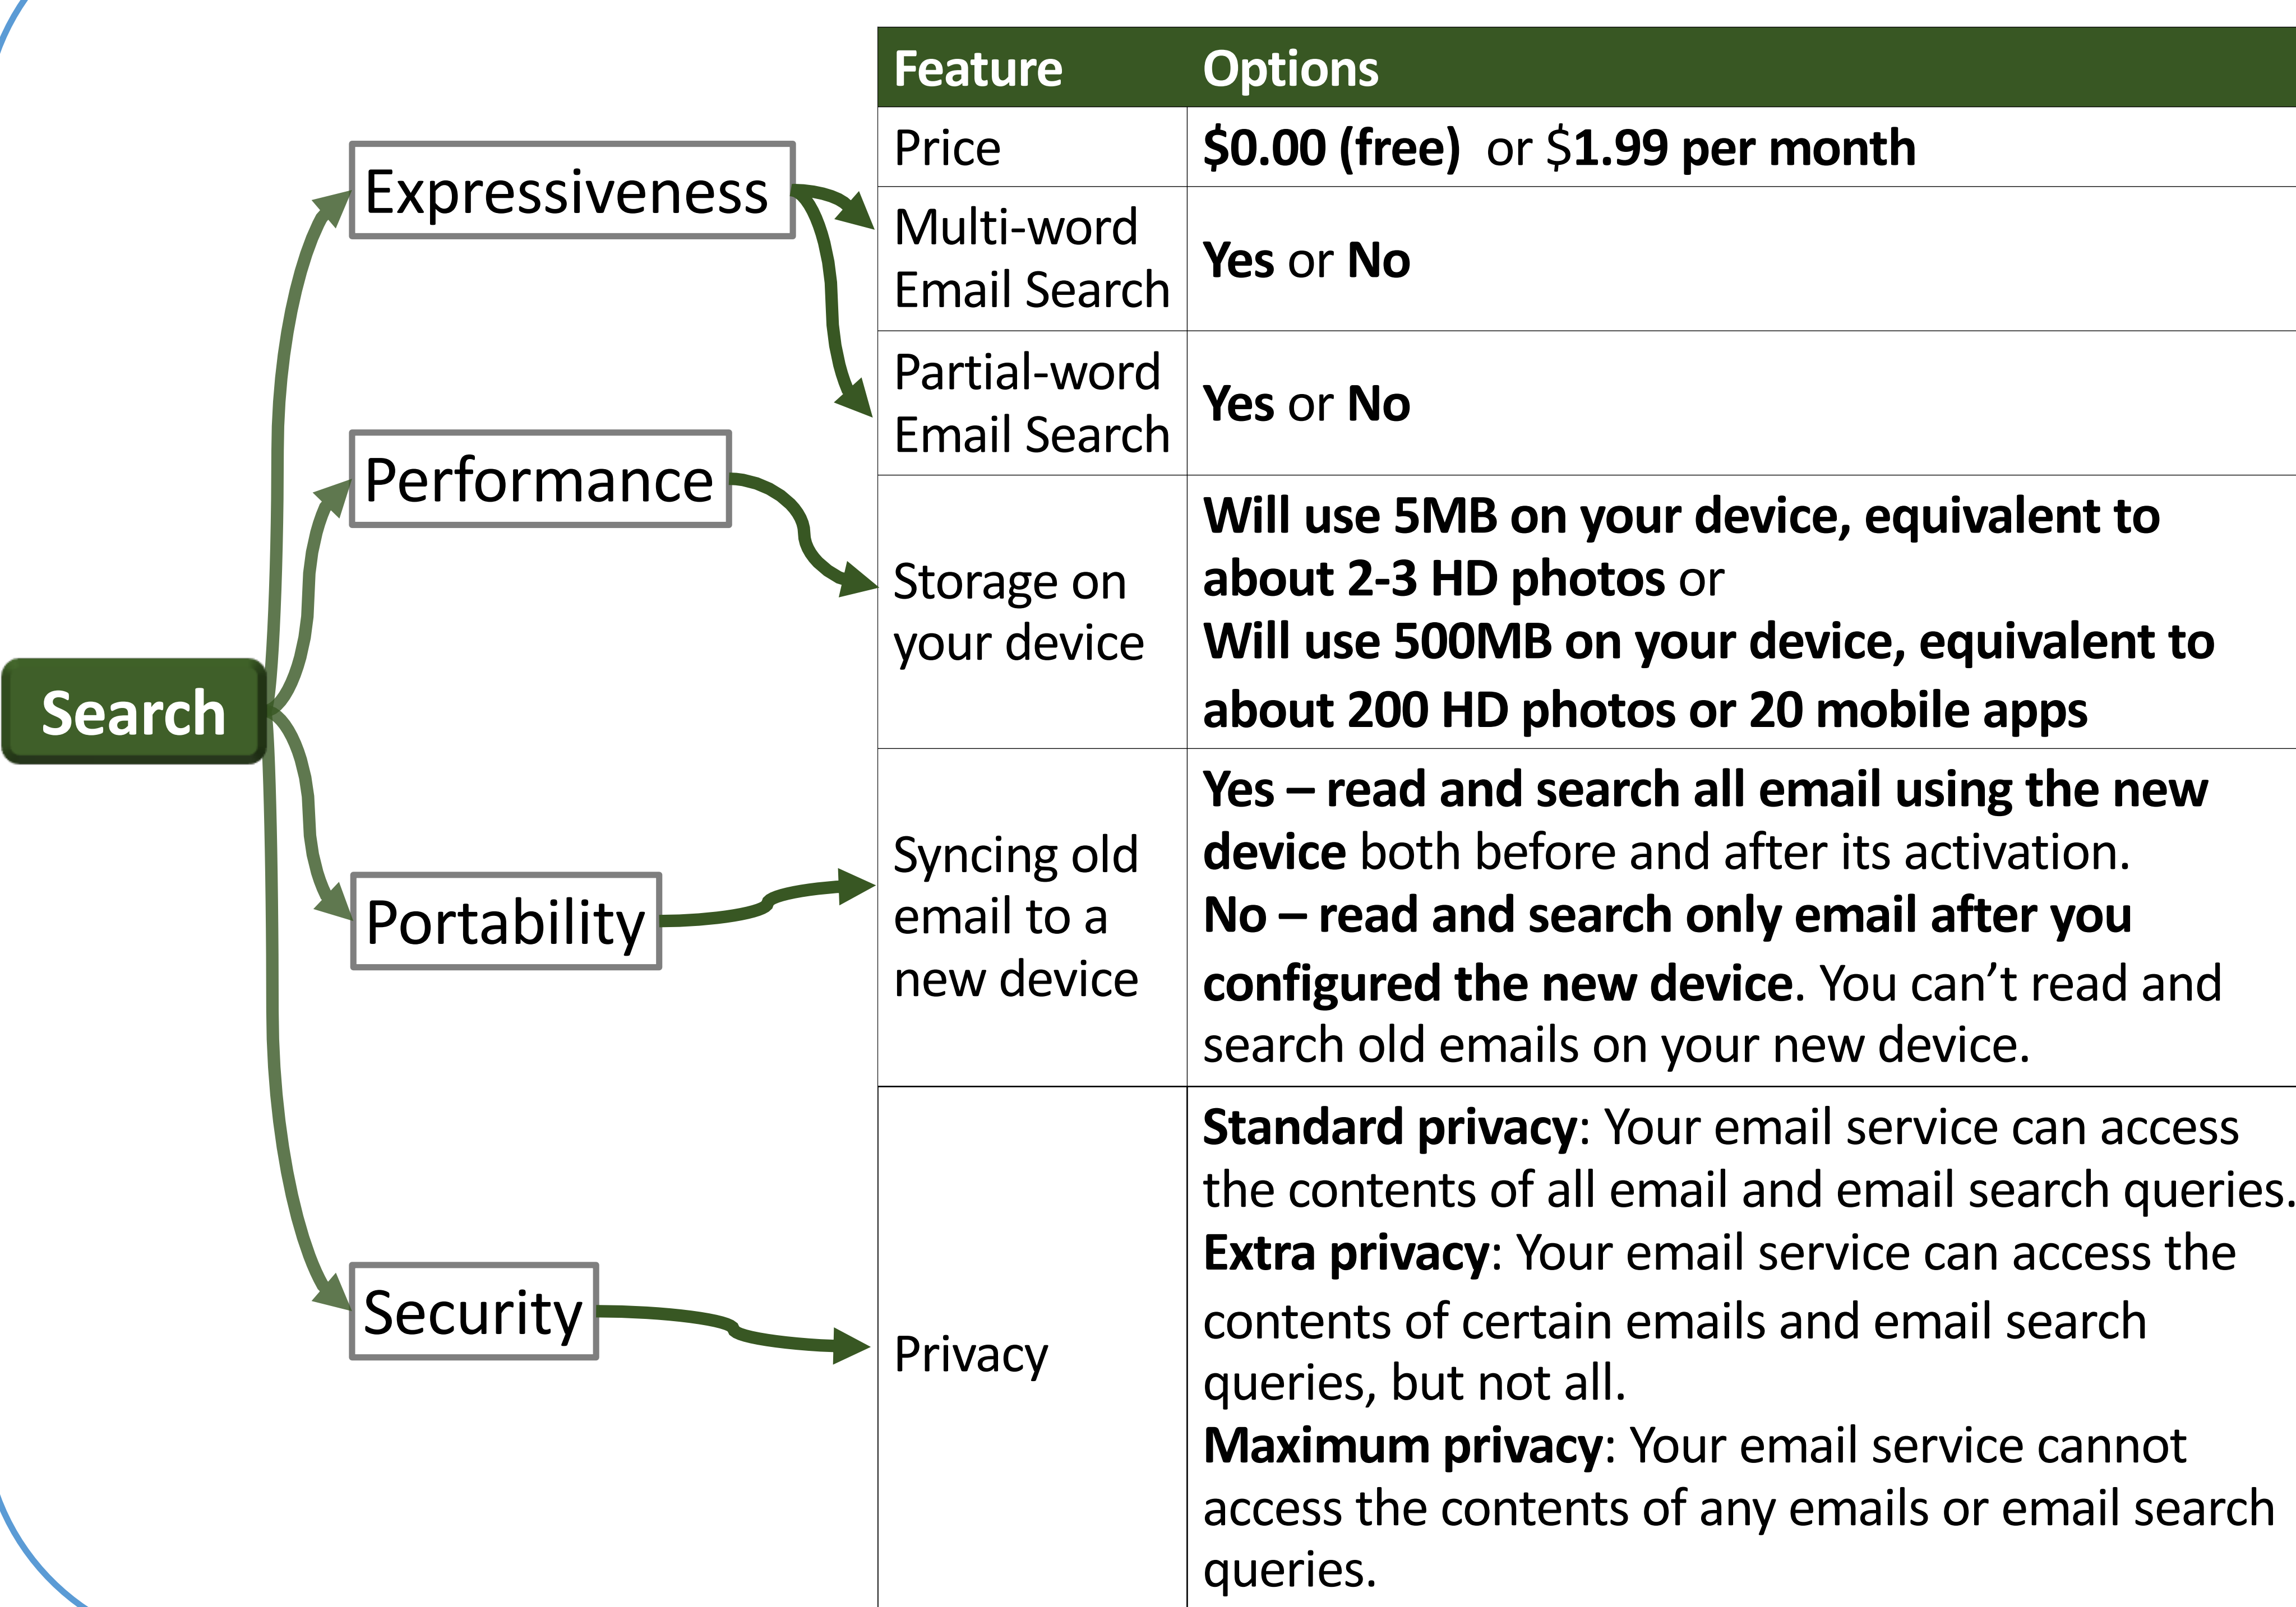 Search
Expressiveness
Performance
Portability
Security
Feature Options
Price $0.00 (free) or $1.99 per month
Multi-word
Email Search
Yes or No
Partial-word
Email Search
Yes or No
Storage on
your device
Will use 5MB on your device, equivalent to
about 2-3 HD photos or
Will use 500MB on your device, equivalent to
about 200 HD photos or 20 mobile apps
Syncing old
email to a
new device
Yes – read and search all email using the new
device both before and after its activation.
No – read and search only email after you
configured the new device. You can’t read and
search old emails on your new device.
Privacy
Standard privacy: Your email service can access
the contents of all email and email search queries.
Extra privacy: Your email service can access the
contents of certain emails and email search
queries, but not all.
Maximum privacy: Your email service cannot
access the contents of any emails or email search
queries.